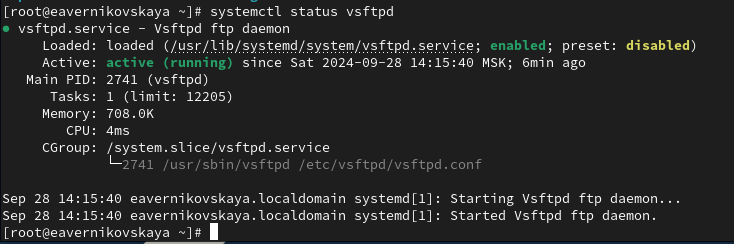 [root@eavernikovskaya ~]# systemctl status vsftpd
● vsftpd.service - Vsftpd ftp daemon
Loaded: loaded (/usr/lib/systemd/system/vsftpd.service; enabled; preset: disabled)
Active: active (running) since Sat 2024-09-28 14:15:40 MSK; 6min ago
Main PID: 2741 (vsftpd)
Tasks: 1 (limit: 12205)
Memory: 708.0K
CPU: 4ms
CGroup: /system.slice/vsftpd.service
└─2741 /usr/sbin/vsftpd /etc/vsftpd/vsftpd.conf
Sep 28 14:15:40 eavernikovskaya.localdomain systemd[1]: Starting Vsftpd ftp daemon...
Sep 28 14:15:40 eavernikovskaya.localdomain systemd[1]: Started Vsftpd ftp daemon.
[root@eavernikovskaya ~]#